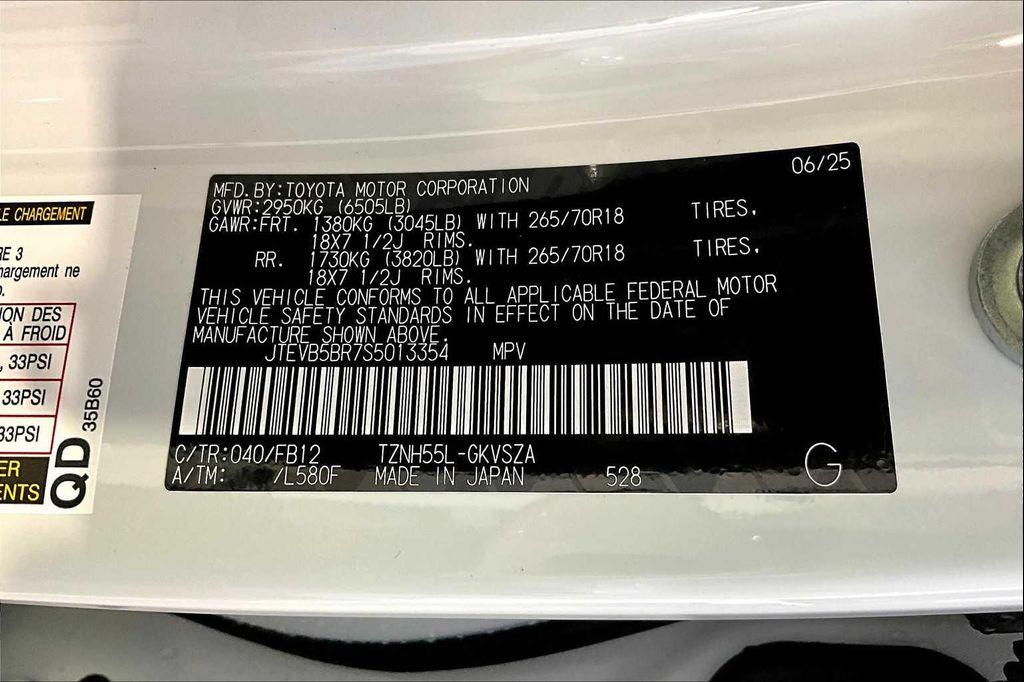 LE CHARGEMENT
RE 3
hargement ne
ION DES
À FROID
, 33PSI
33PSI
33PSI
ER
ENTS
QD
35B60
MFD.BY:TOYOTA MOTOR CORPORATION
06/25
GVWR:2950KG (6505LB)
GAWR:FRT. 1380KG (3045LB) WITH 265/70R18 TIRES,
18X7 1/2J RIMS.
RR. 1730KG (3820LB) WITH 265/70R18 TIRES,
18X7 1/2J RIMS.
THIS VEHICLE CONFORMS TO ALL APPLICABLE FEDERAL MOTOR
VEHICLE SAFETY STANDARDS IN EFFECT ON THE DATE OF
MANUFACTURE SHOWN ABOVE.
JTEVB5BR7S5013354 MPV
C/TR:040/FB12 TZNH55L-GKVSZA
A/TM: /L580F MADE IN JAPAN 528
G